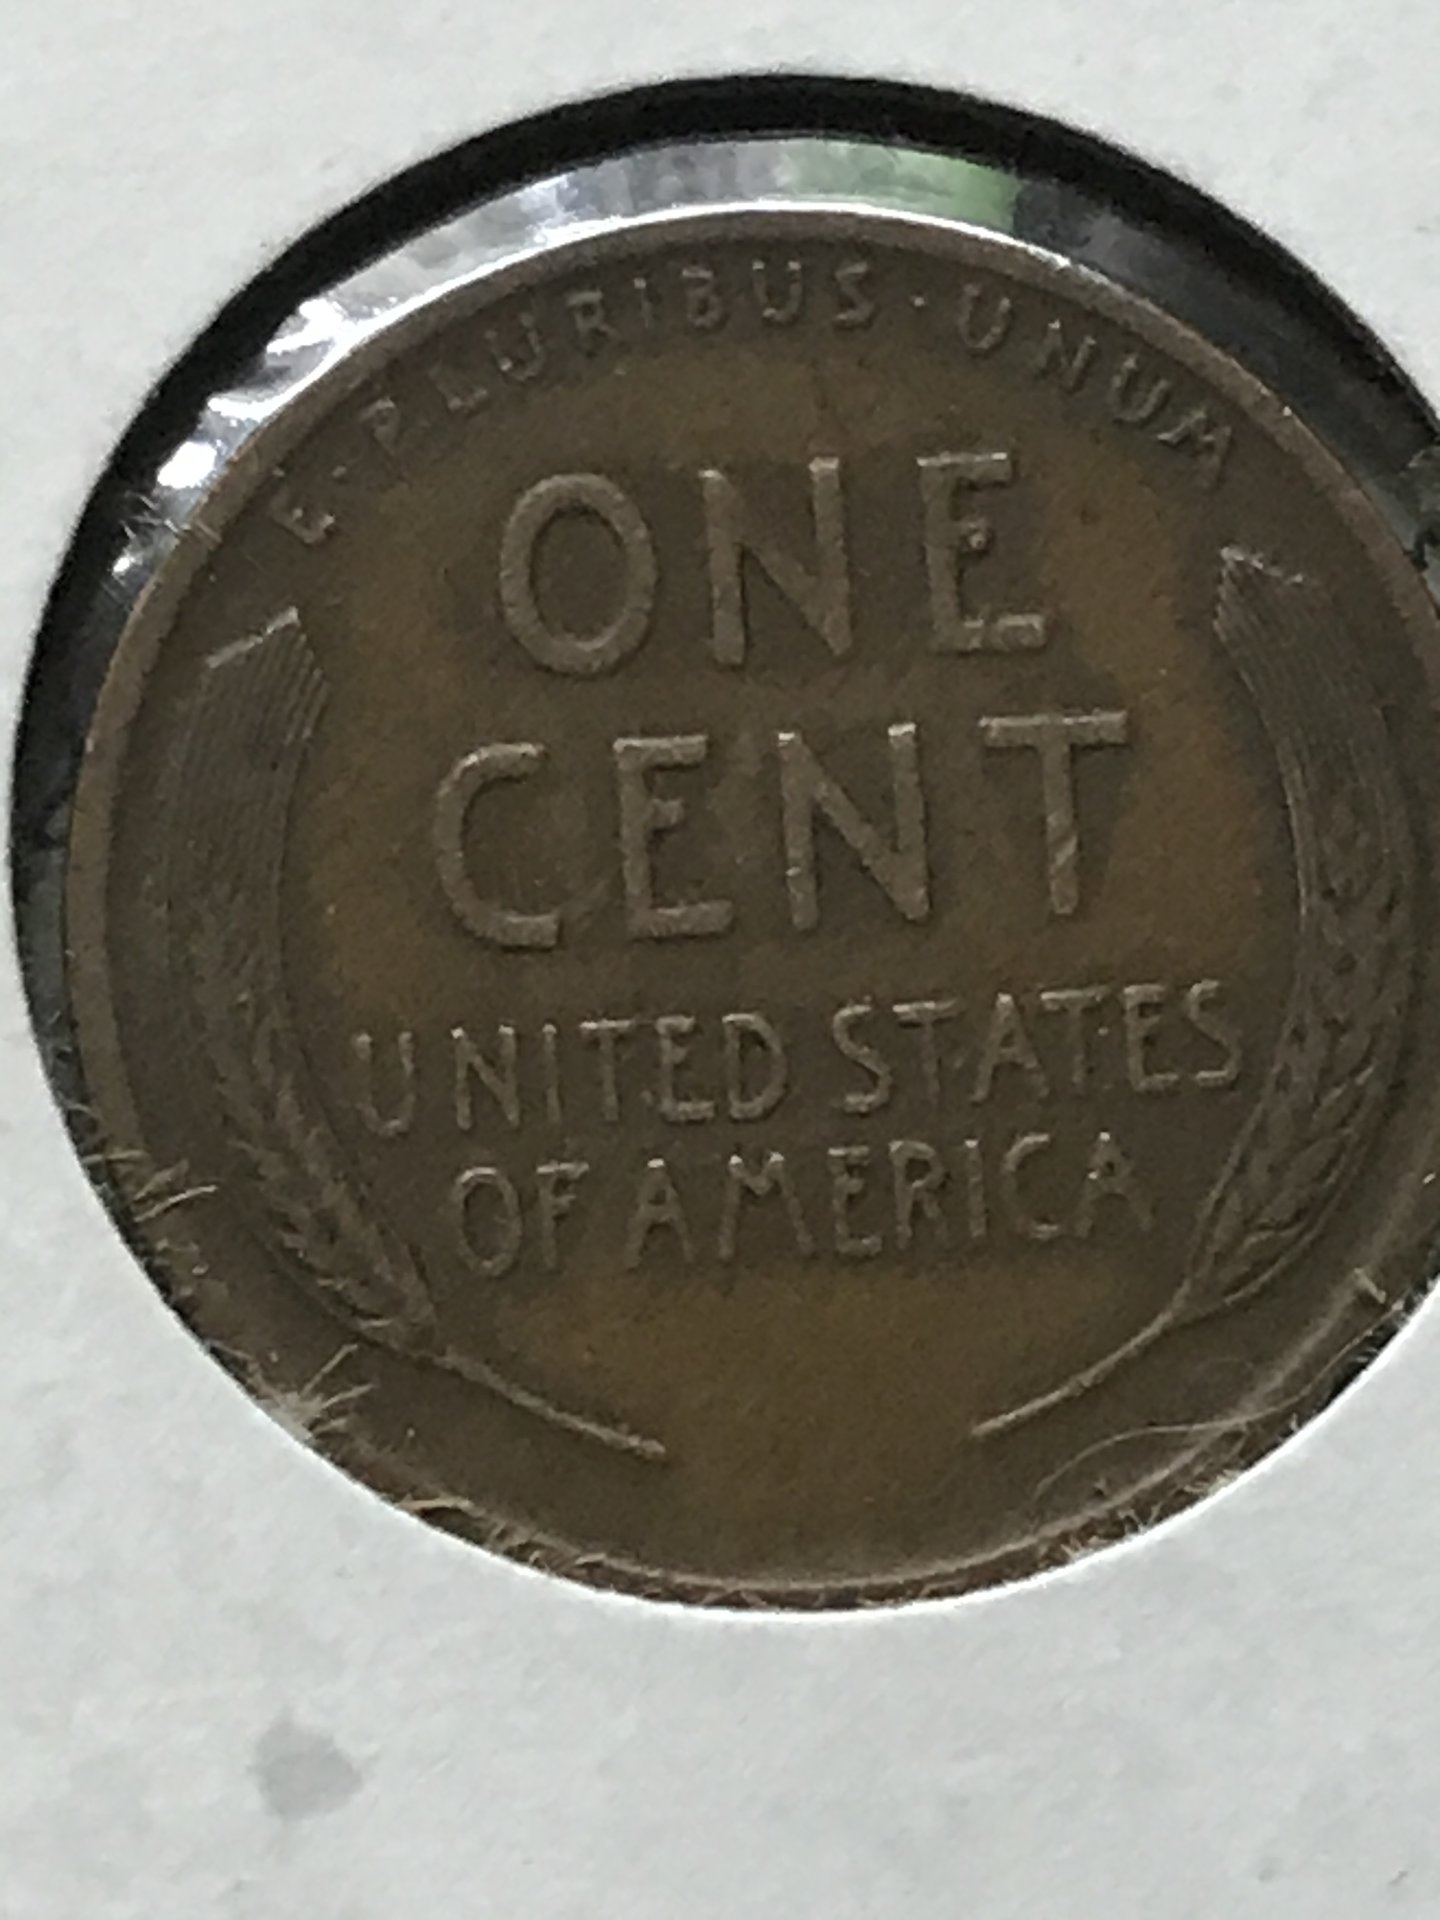 E·PLURIBUS·UNUM
ONE
CENT
UNITED STATES
OF AMERICA